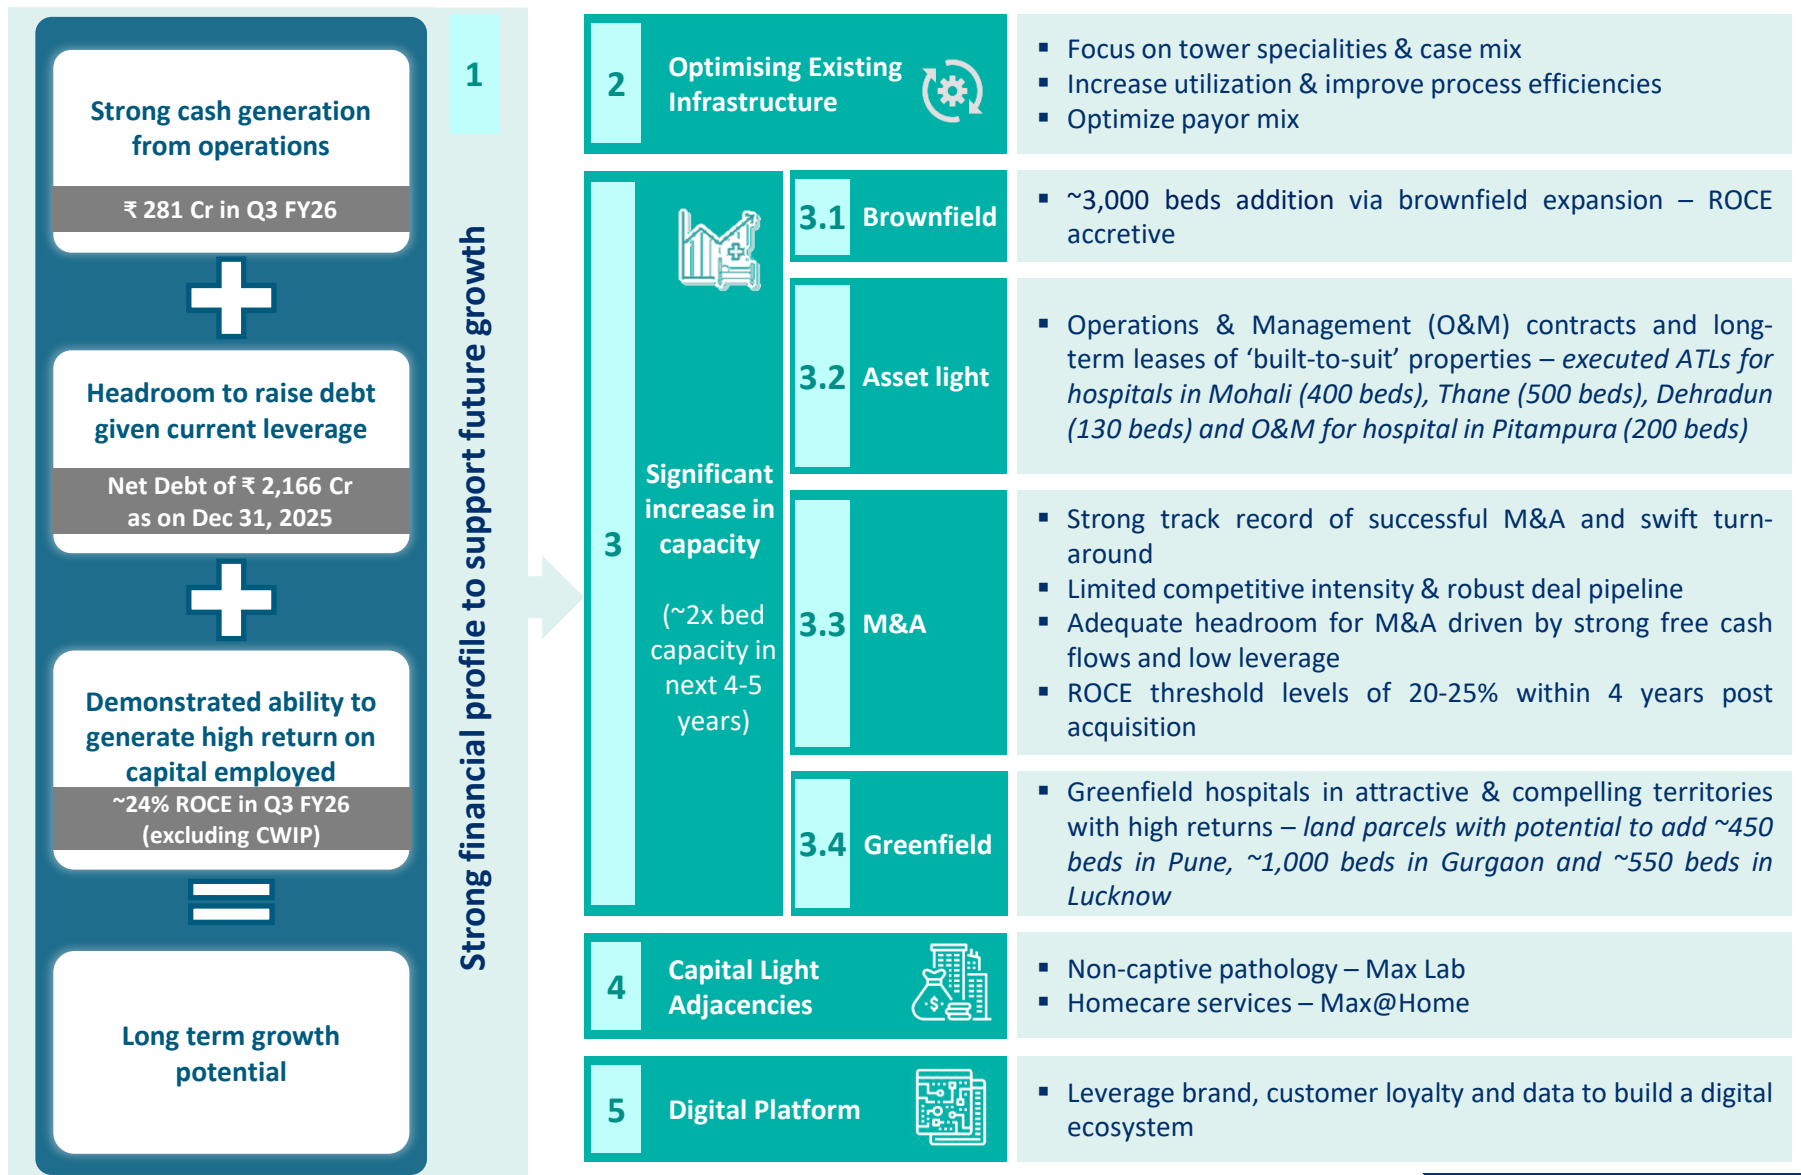 Strong cash generation
from operations
₹ 281 Cr in Q3 FY26
Headroom to raise debt
given current leverage
Net Debt of ₹ 2,166 Cr
as on Dec 31, 2025
Demonstrated ability to
generate high return on
capital employed
~24% ROCE in Q3 FY26
(excluding CWIP)
Long term growth
potential
1
Strong financial profile to support future growth
2
Optimising Existing
Infrastructure
▪ Focus on tower specialities & case mix
▪ Increase utilization & improve process efficiencies
▪ Optimize payor mix
3
Significant
increase in
capacity
(~2x bed
capacity in
next 4-5
years)
3.1 Brownfield
▪ ~3,000 beds addition via brownfield expansion – ROCE
accretive
3.2 Asset light
▪ Operations & Management (O&M) contracts and long-
term leases of ‘built-to-suit’ properties – executed ATLs for
hospitals in Mohali (400 beds), Thane (500 beds), Dehradun
(130 beds) and O&M for hospital in Pitampura (200 beds)
3.3 M&A
▪ Strong track record of successful M&A and swift turn-
around
▪ Limited competitive intensity & robust deal pipeline
▪ Adequate headroom for M&A driven by strong free cash
flows and low leverage
▪ ROCE threshold levels of 20-25% within 4 years post
acquisition
3.4 Greenfield
▪ Greenfield hospitals in attractive & compelling territories
with high returns – land parcels with potential to add ~450
beds in Pune, ~1,000 beds in Gurgaon and ~550 beds in
Lucknow
4
Capital Light
Adjacencies
▪ Non-captive pathology – Max Lab
▪ Homecare services – Max@Home
5
Digital Platform
▪ Leverage brand, customer loyalty and data to build a digital
ecosystem